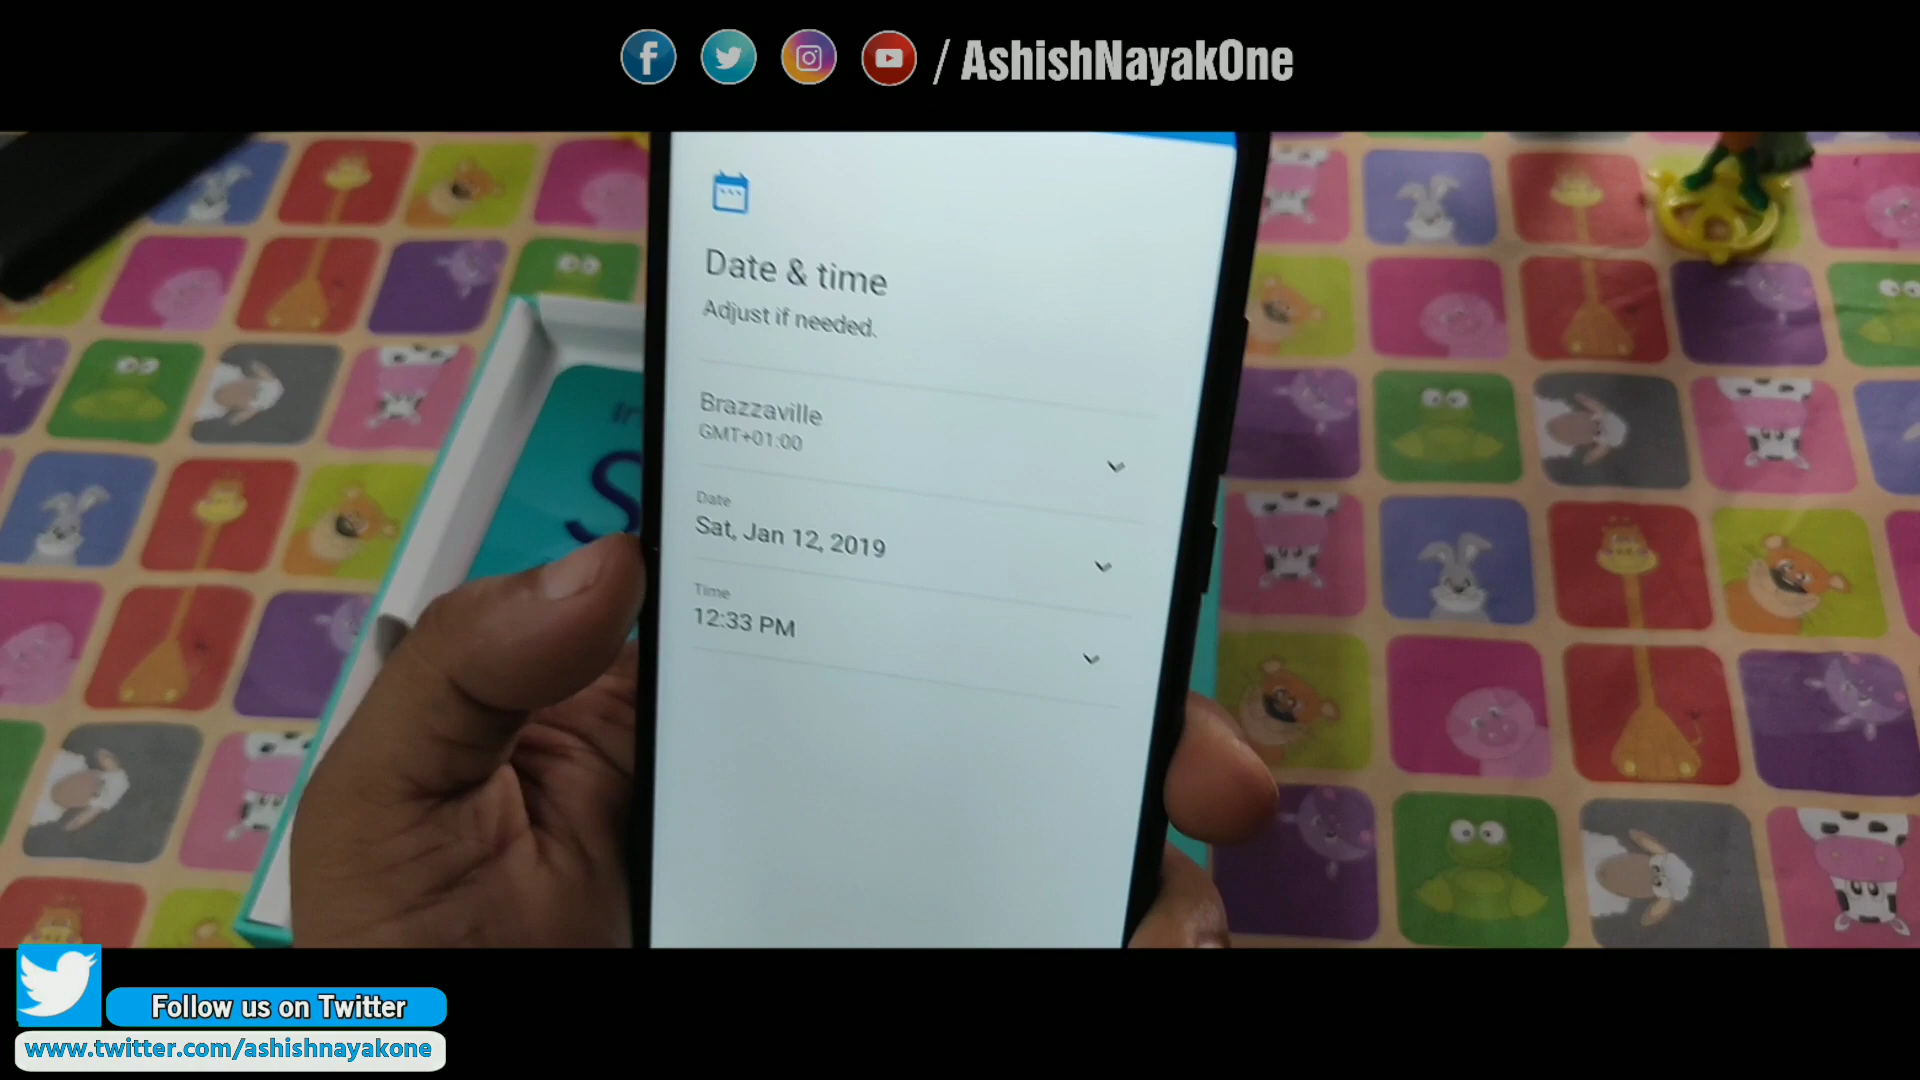 / AshishNayakOne
Date & time
Adjust if needed.
Brazzaville
GMT+01:00
Date
Sat, Jan 12, 2019
Time
12:33 PM
S
Follow us on Twitter
www.twitter.com/ashishnayakone